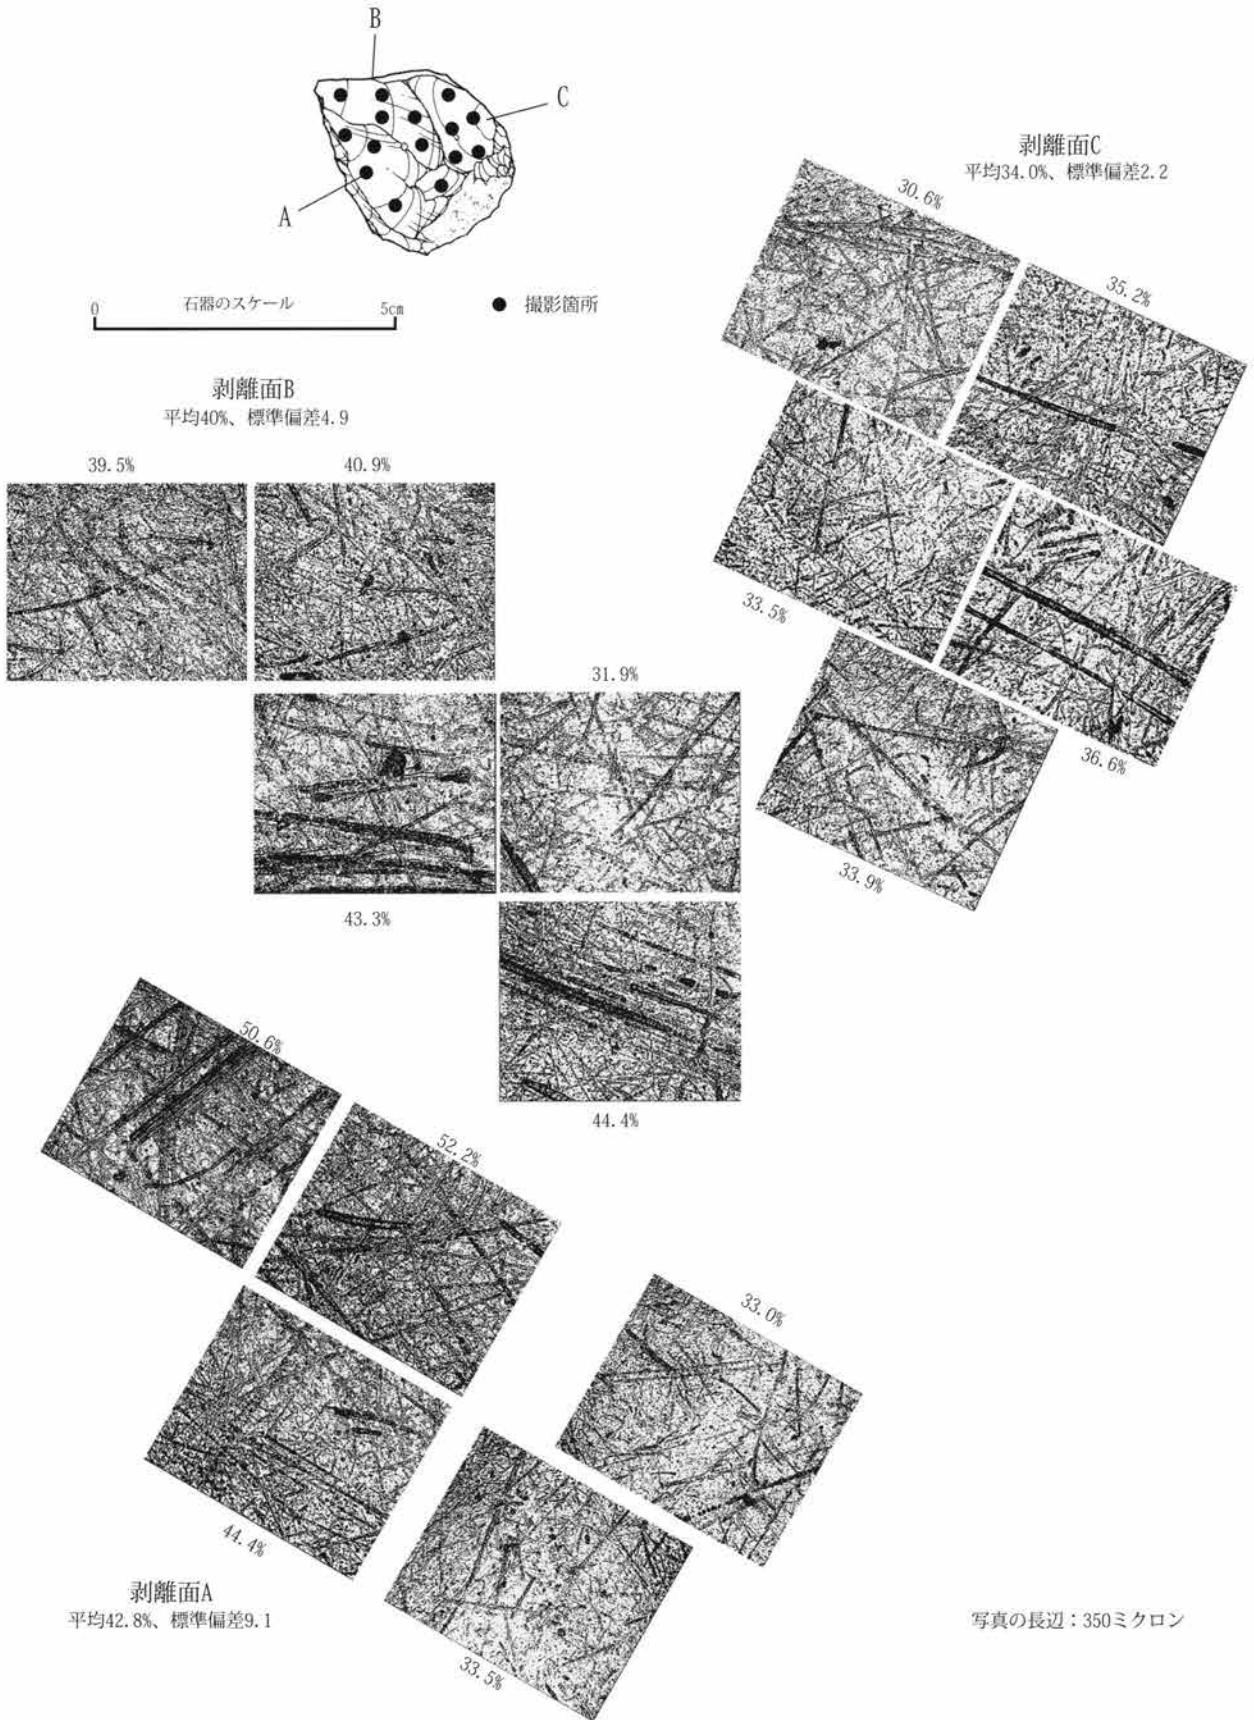 B
C
A
0 石器のスケール 5cm
● 撮影箇所
剥離面C
平均34.0%、標準偏差2.2
30.6%
35.2%
33.5%
36.6%
33.9%
剥離面B
平均40%、標準偏差4.9
39.5%
40.9%
31.9%
43.3%
44.4%
50.6%
52.2%
33.0%
44.4%
33.5%
剥離面A
平均42.8%、標準偏差9.1
写真の長辺：350ミクロン